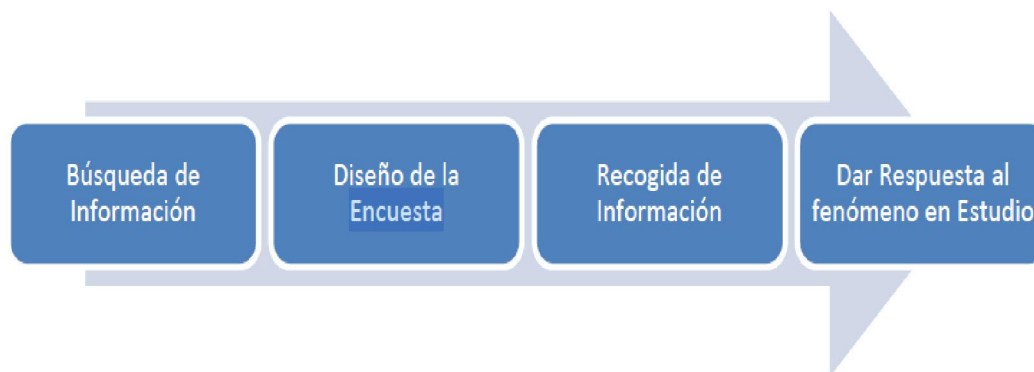 Búsqueda de
Información
Diseño de la
Encuesta
Recogida de
Información
Dar Respuesta al
fenómeno en Estudio